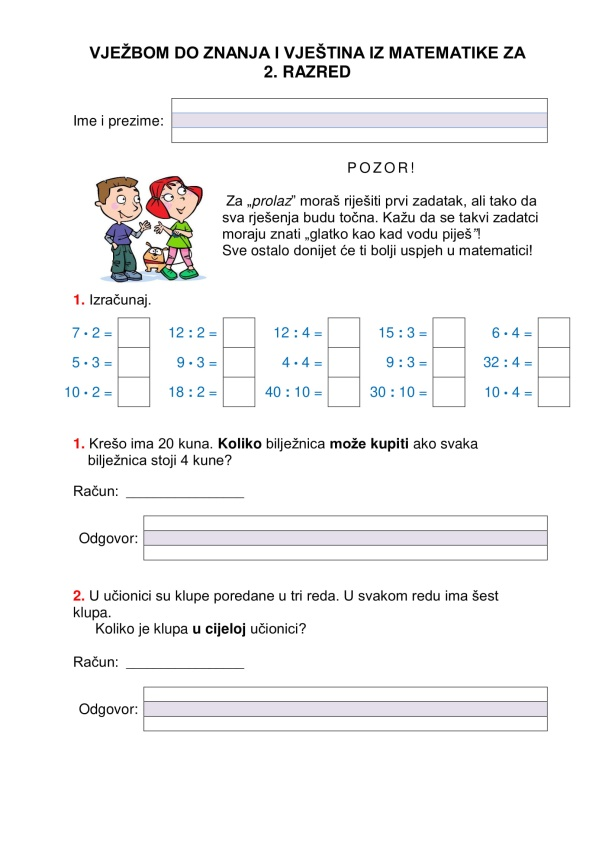 VJEŽBOM DO ZNANJA I VJEŠTINA IZ MATEMATIKE ZA
2. RAZRED
Ime i prezime:
POZOR!
Za „prolaz” moraš riješiti prvi zadatak, ali tako da
sva rješenja budu točna. Kažu da se takvi zadatci
moraju znati „glatko kao kad vodu piješ”!
Sve ostalo donijet će ti bolji uspjeh u matematici!
1. Izračunaj.
7 • 2 = 12 : 2 = 12 : 4 = 15 : 3 = 6 • 4 =
5 • 3 = 9 • 3 = 4 • 4 = 9 : 3 = 32 : 4 =
10 • 2 = 18 : 2 = 40 : 10 = 30 : 10 = 10 • 4 =
1. Krešo ima 20 kuna. Koliko bilježnica može kupiti ako svaka
bilježnica stoji 4 kune?
Račun: ______________
Odgovor:
2. U učionici su klupe poredane u tri reda. U svakom redu ima šest
klupa.
Koliko je klupa u cijeloj učionici?
Račun: ______________
Odgovor: